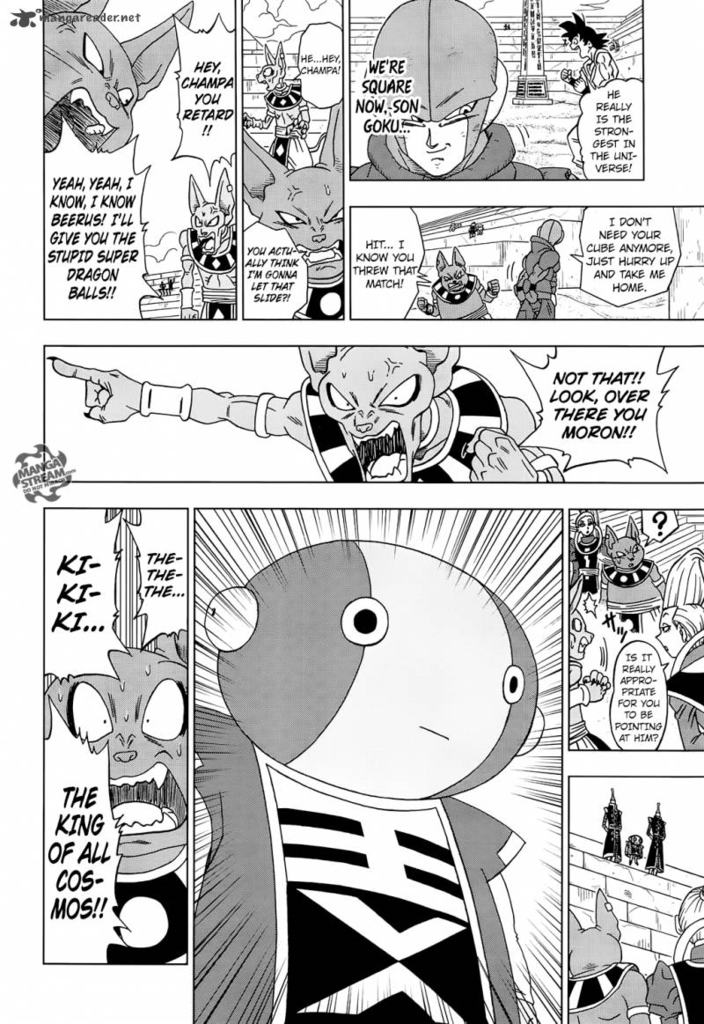 mangareader.net
WE'RE
SQUARE
NOW, SON
GOKU...
HE
REALLY
IS THE
STRON-
GEST
IN THE
UNI-
VERSE!
HE...HEY,
CHAMPA!
YOU ACTU-
ALLY THINK
I'M GONNA
LET THAT
SLIDE?!
HEY,
CHAMPA
YOU
RETARD
!!
YEAH, YEAH, I
KNOW, I KNOW
BEERUS! I'LL
GIVE YOU THE
STUPID SUPER
DRAGON
BALLS!!
I DON'T
NEED YOUR
CUBE ANYMORE,
JUST HURRY UP
AND TAKE ME
HOME.
HIT... I
KNOW YOU
THREW THAT
MATCH!
NOT THAT!!
LOOK, OVER
THERE YOU
MORON!!
MANGA
STREAM.com
?
IS IT
REALLY
APPRO-
PRIATE
FOR YOU
TO BE
POINTING
AT HIM?
THE-
THE-
THE...
KI-
KI-
KI...
THE
KING
OF ALL
COS-
MOS!!